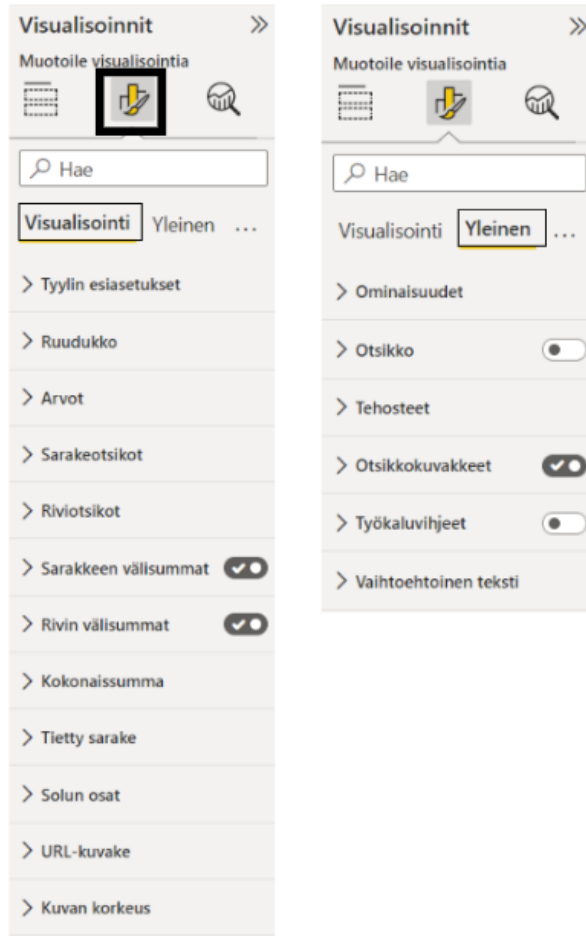 Visualisoinnit
Muotoile visualisointia
Hae
Visualisointi Yleinen ...
Tyylin esiasetukset
Ruudukko
Arvot
Sarakeotsikot
Riviotsikot
Sarakkeen välisummat
Rivin välisummat
Kokonaissumma
Tietty sarake
Solun osat
URL-kuvake
Kuvan korkeus
Visualisoinnit
Muotoile visualisointia
Hae
Visualisointi Yleinen ...
Ominaisuudet
Otsikko
Tehosteet
Otsikkokuvakkeet
Työkaluvihjeet
Vaihtoehtoinen teksti